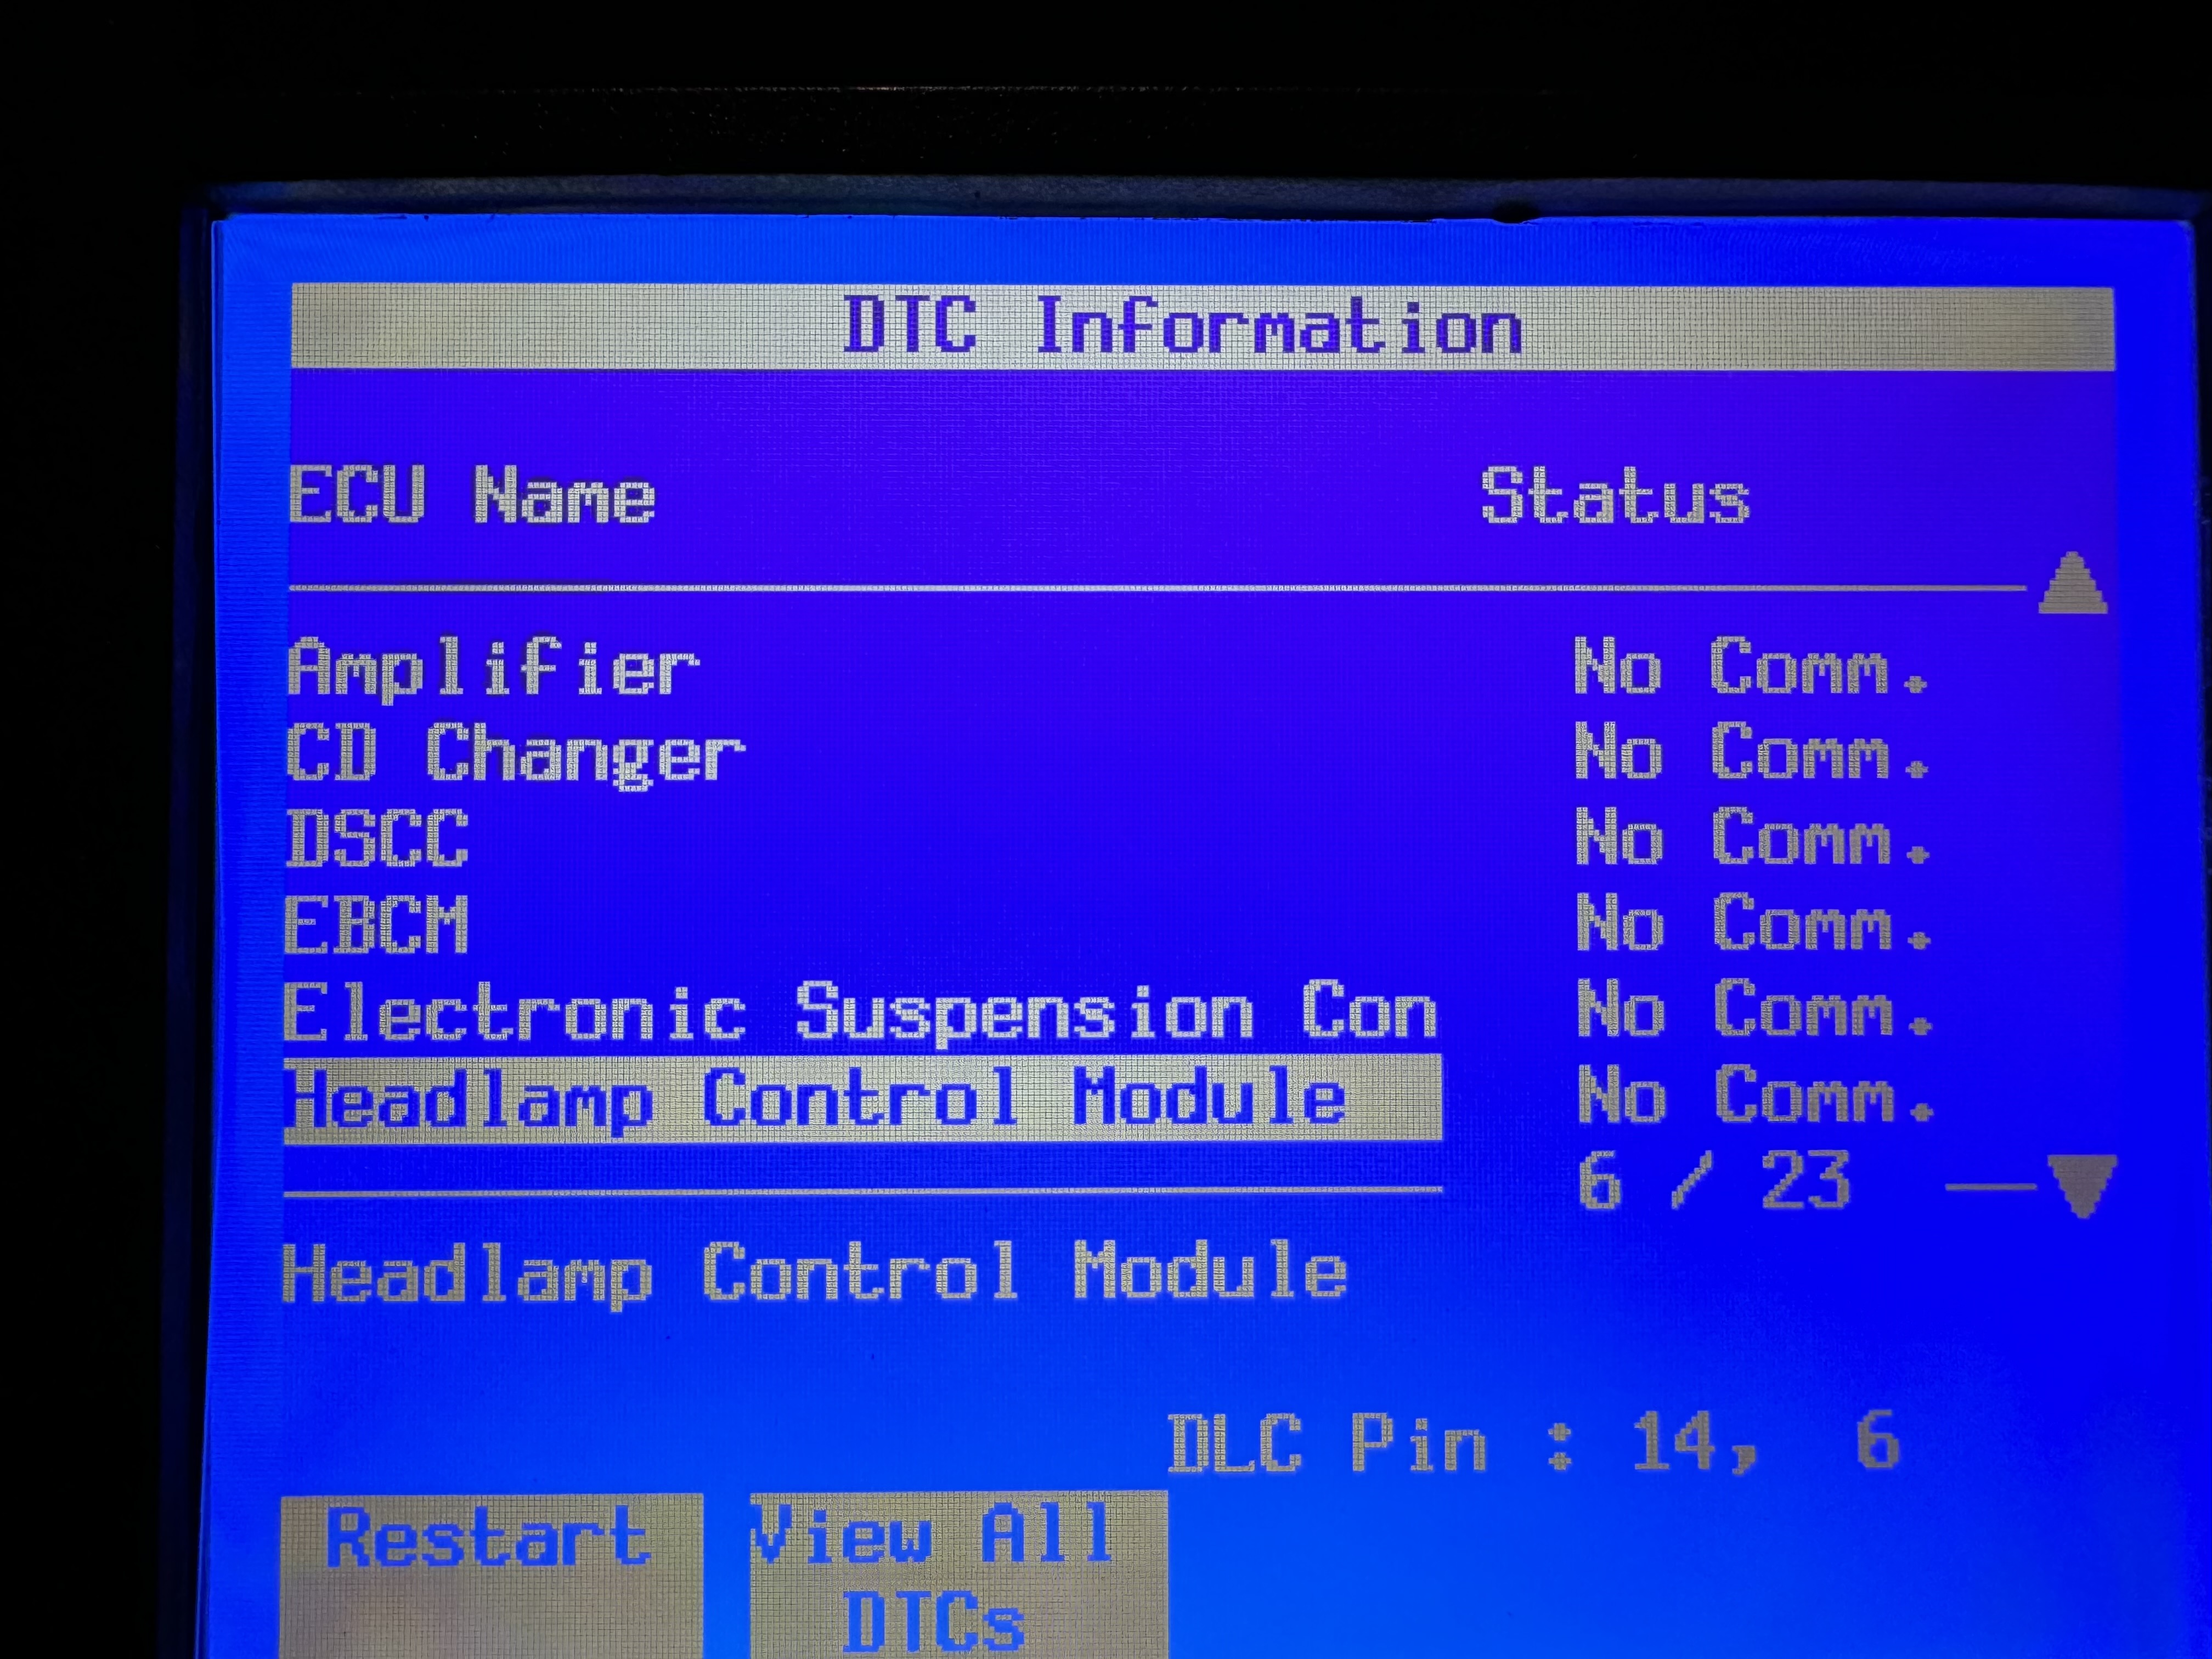 DTC Information
ECU Name Status
Amplifier No Comm.
CD Changer No Comm.
DSCC No Comm.
EBCM No Comm.
Electronic Suspension Con No Comm.
Headlamp Control Module No Comm.
6 / 23
Headlamp Control Module
DLC Pin : 14, 6
Restart View All
DTCs